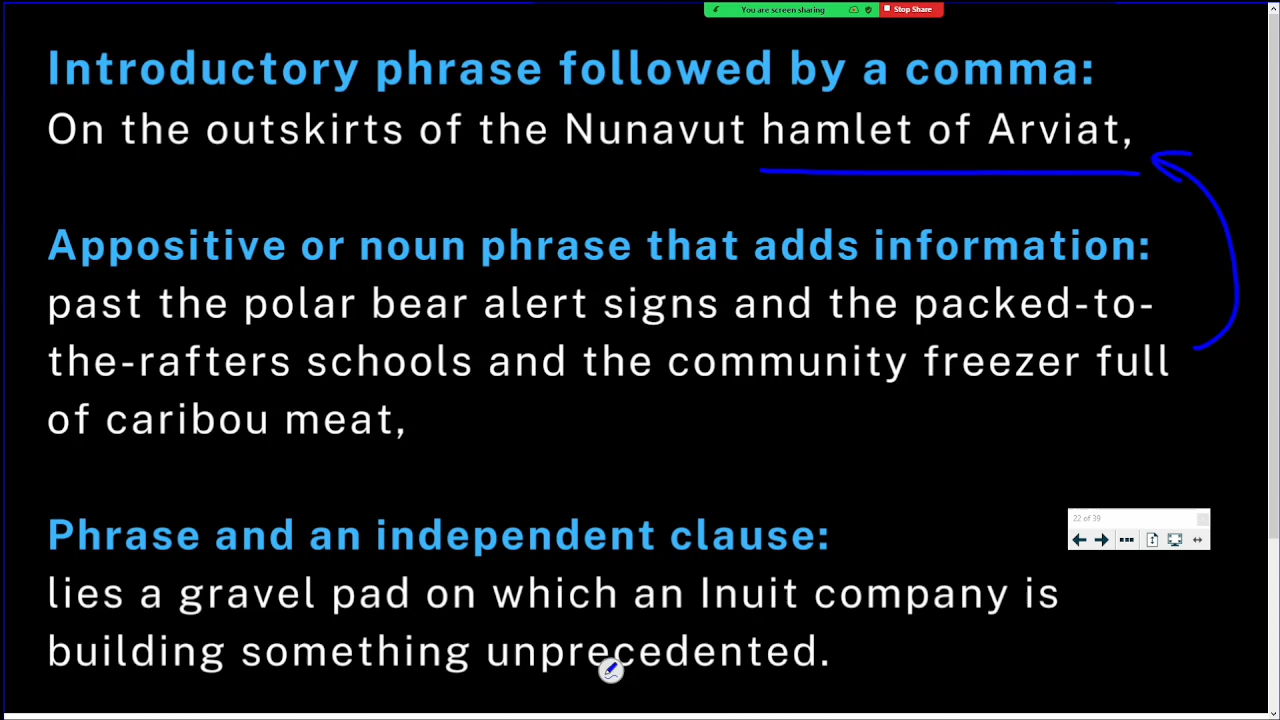 You are screen sharing
Stop Share
Introductory phrase followed by a comma:
On the outskirts of the Nunavut hamlet of Arviat,
Appositive or noun phrase that adds information:
past the polar bear alert signs and the packed-to-
the-rafters schools and the community freezer full
of caribou meat,
Phrase and an independent clause:
22 of 39
lies a gravel pad on which an Inuit company is
building something unprecedented.